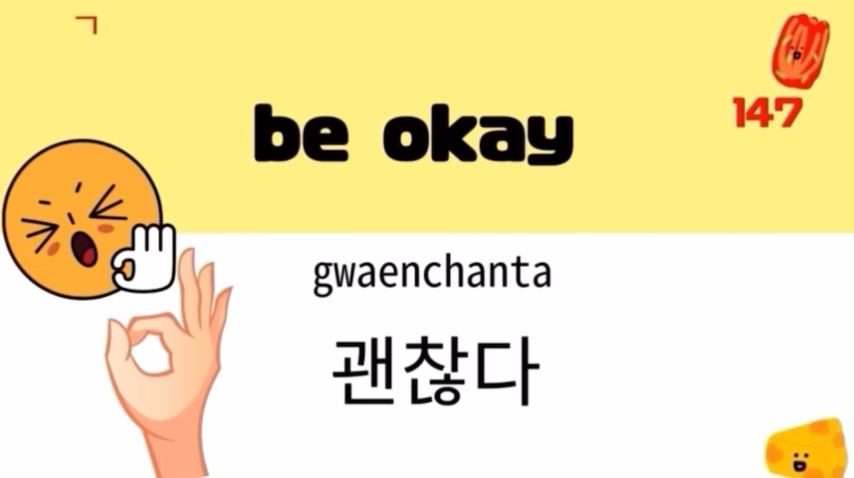 ㄱ
147
be okay
gwaenchanta
괜찮다